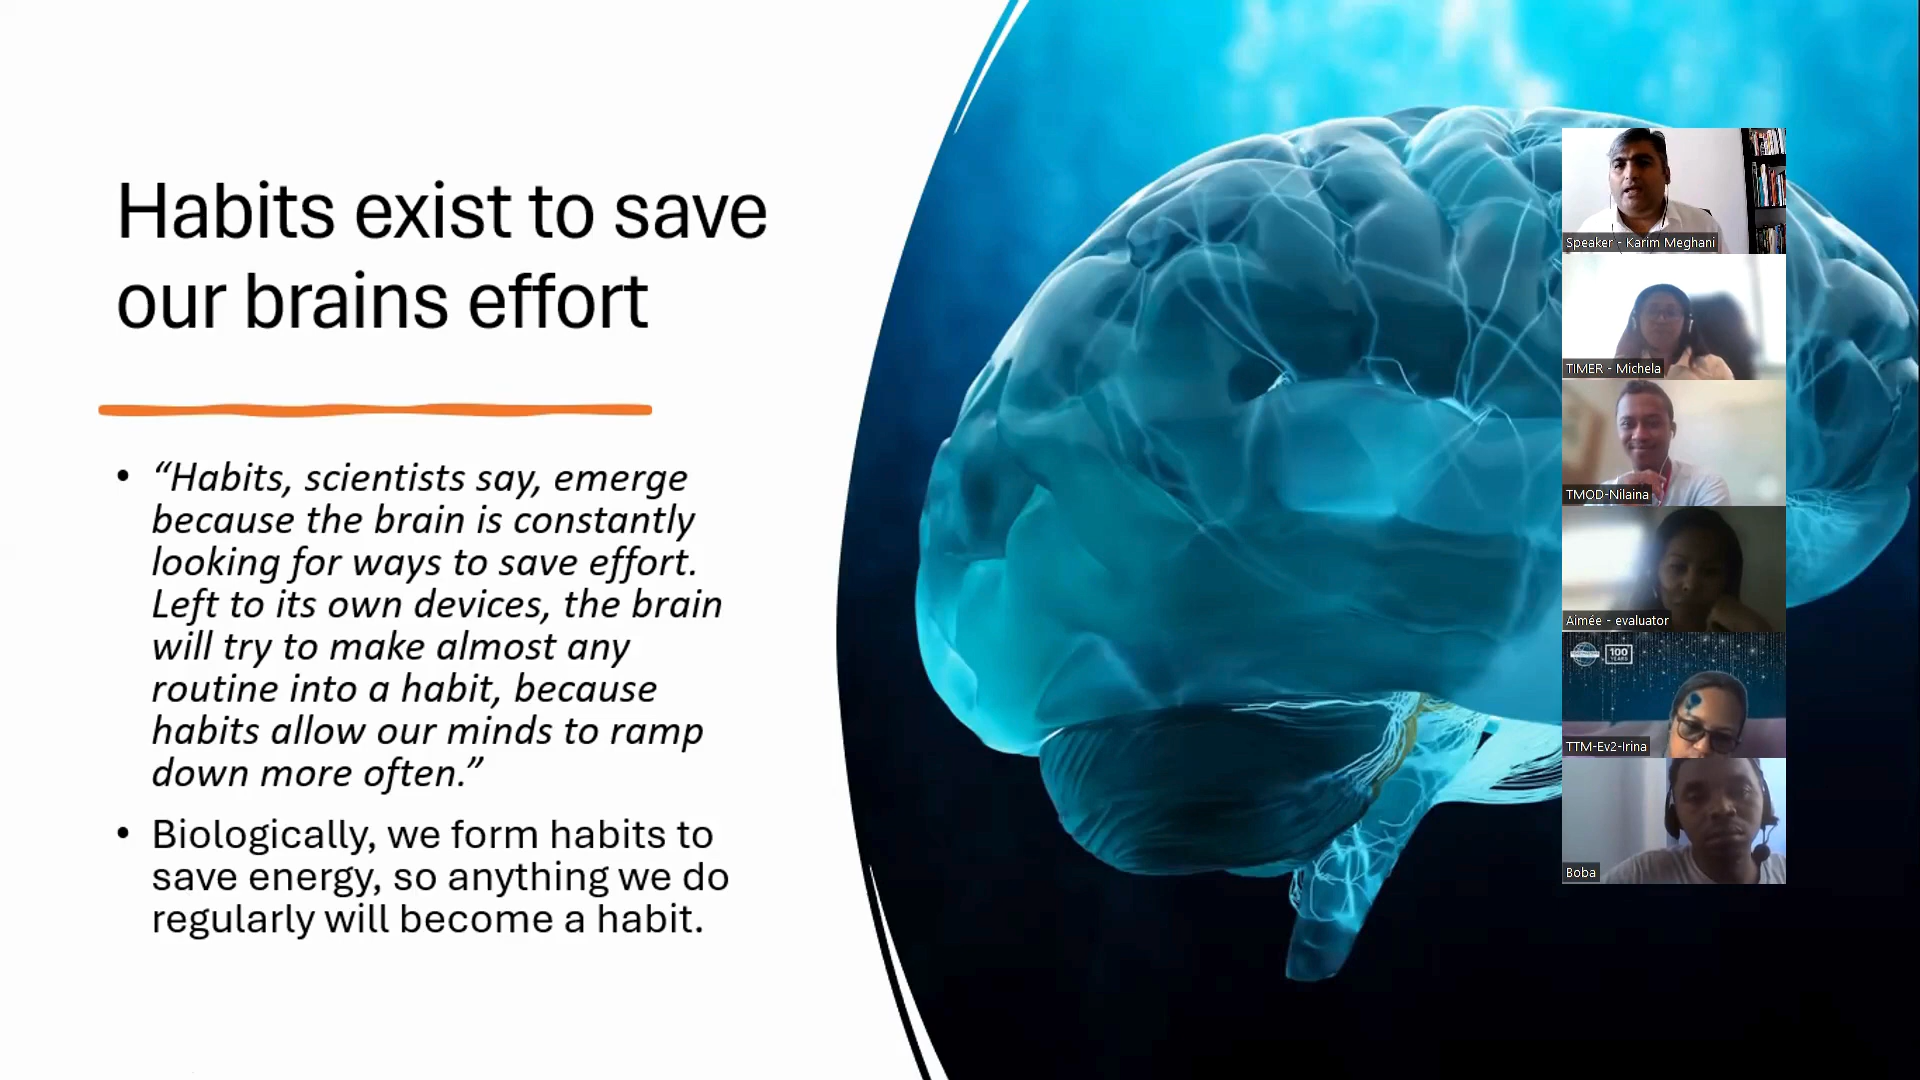 Habits exist to save
our brains effort
• “Habits, scientists say, emerge
because the brain is constantly
looking for ways to save effort.
Left to its own devices, the brain
will try to make almost any
routine into a habit, because
habits allow our minds to ramp
down more often.”
• Biologically, we form habits to
save energy, so anything we do
regularly will become a habit.
Speaker - Karim Meghani
TIMER - Michela
TMOD-Nilaina
Aimée - evaluator
100
YEARS
TTM-Ev2-Irina
Boba